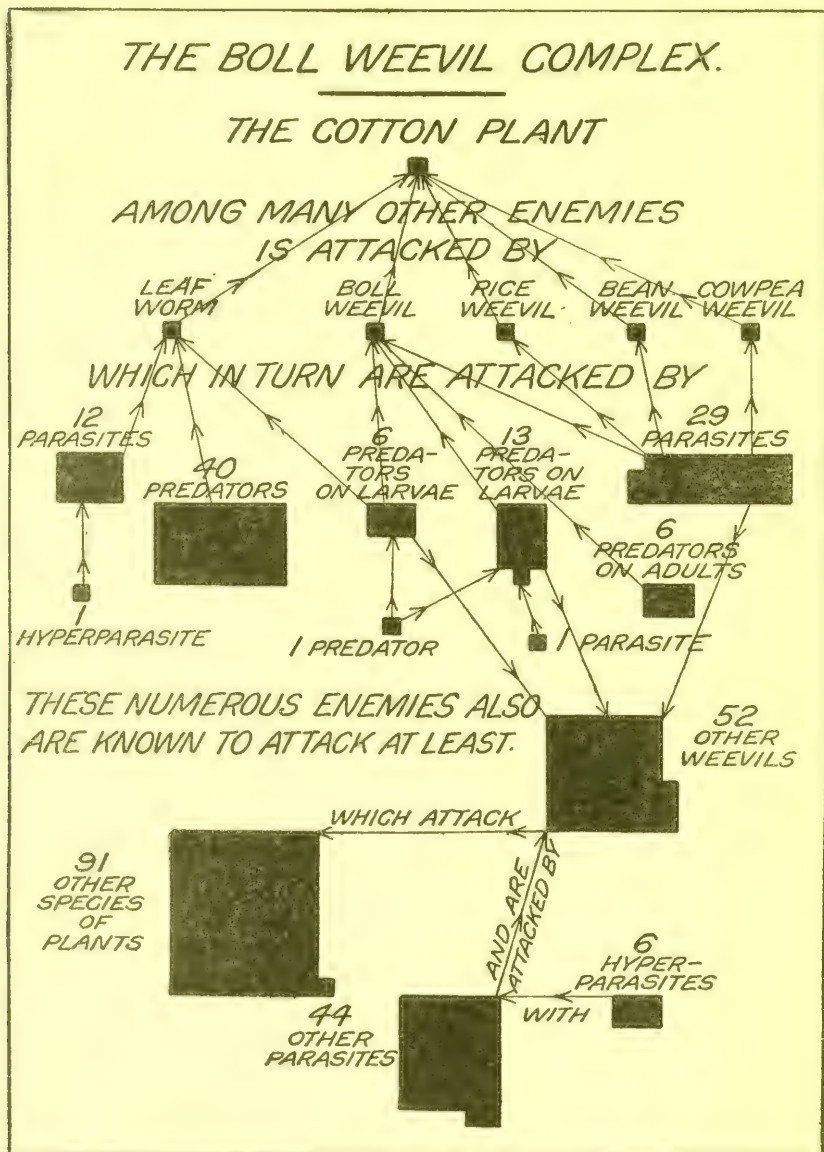 THE BOLL WEEVIL COMPLEX.
THE COTTON PLANT
AMONG MANY OTHER ENEMIES
IS ATTACKED BY
LEAF
WORM
BOLL
WEEVIL
RICE
WEEVIL
BEAN
WEEVIL
COWPEA
WEEVIL
WHICH IN TURN ARE ATTACKED BY
12
PARASITES
40
PREDATORS
6
PREDA-
TORS
ON LARVAE
13
PREDA-
TORS ON
LARVAE
29
PARASITES
6
PREDATORS
ON ADULTS
1
HYPERPARASITE
1 PREDATOR
1 PARASITE
THESE NUMEROUS ENEMIES ALSO
ARE KNOWN TO ATTACK AT LEAST.
52
OTHER
WEEVILS
WHICH ATTACK
91
OTHER
SPECIES
OF
PLANTS
AND ARE
ATTACKED BY
44
OTHER
PARASITES
WITH
6
HYPER-
PARASITES